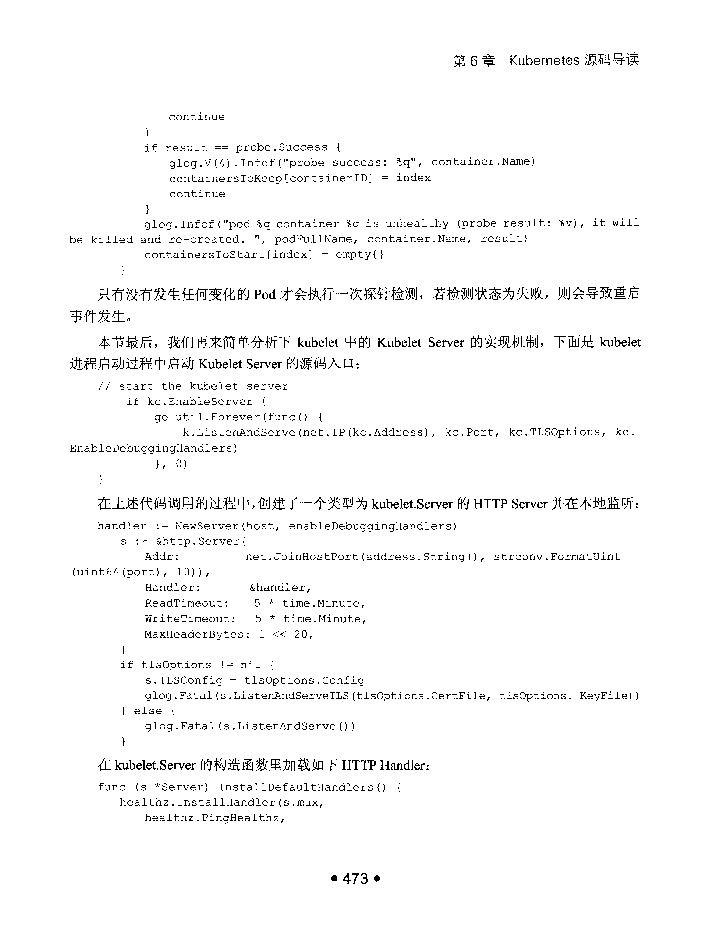 第 6 章 Kubernetes 源码导读
continue
}
if result == probe.Success {
glog.V(4).Infof("probe success: %q", container.Name)
containersToKeep[containerID] = index
continue
}
glog.Infof("pod %q container %q is unhealthy (probe result: %v), it will
be killed and re-created. ", podFullName, container.Name, result)
containersToStart[index] = empty{}
}
只有没有发生任何变化的 Pod 才会执行一次探针检测，若检测状态为失败，则会导致重启
事件发生。
本节最后，我们再来简单分析下 kubelet 中的 Kubelet Server 的实现机制，下面是 kubelet
进程启动过程中启动 Kubelet Server 的源码入口：
// start the kubelet server
if kc.EnableServer {
go util.Forever(func() {
k.ListenAndServe(net.IP(kc.Address), kc.Port, kc.TLSOptions, kc.
EnableDebuggingHandlers)
}, 0)
}
在上述代码调用的过程中，创建了一个类型为 kubelet.Server 的 HTTP Server 并在本地监听：
handler := NewServer(host, enableDebuggingHandlers)
s := &http.Server{
Addr: net.JoinHostPort(address.String(), strconv.FormatUint
(uint64(port), 10)),
Handler: &handler,
ReadTimeout: 5 * time.Minute,
WriteTimeout: 5 * time.Minute,
MaxHeaderBytes: 1 << 20,
}
if tlsOptions != nil {
s.TLSConfig = tlsOptions.Config
glog.Fatal(s.ListenAndServeTLS(tlsOptions.CertFile, tlsOptions. KeyFile))
} else {
glog.Fatal(s.ListenAndServe())
}
在 kubelet.Server 的构造函数里加载如下 HTTP Handler：
func (s *Server) InstallDefaultHandlers() {
healthz.InstallHandler(s.mux,
healthz.PingHealthz,
• 473 •